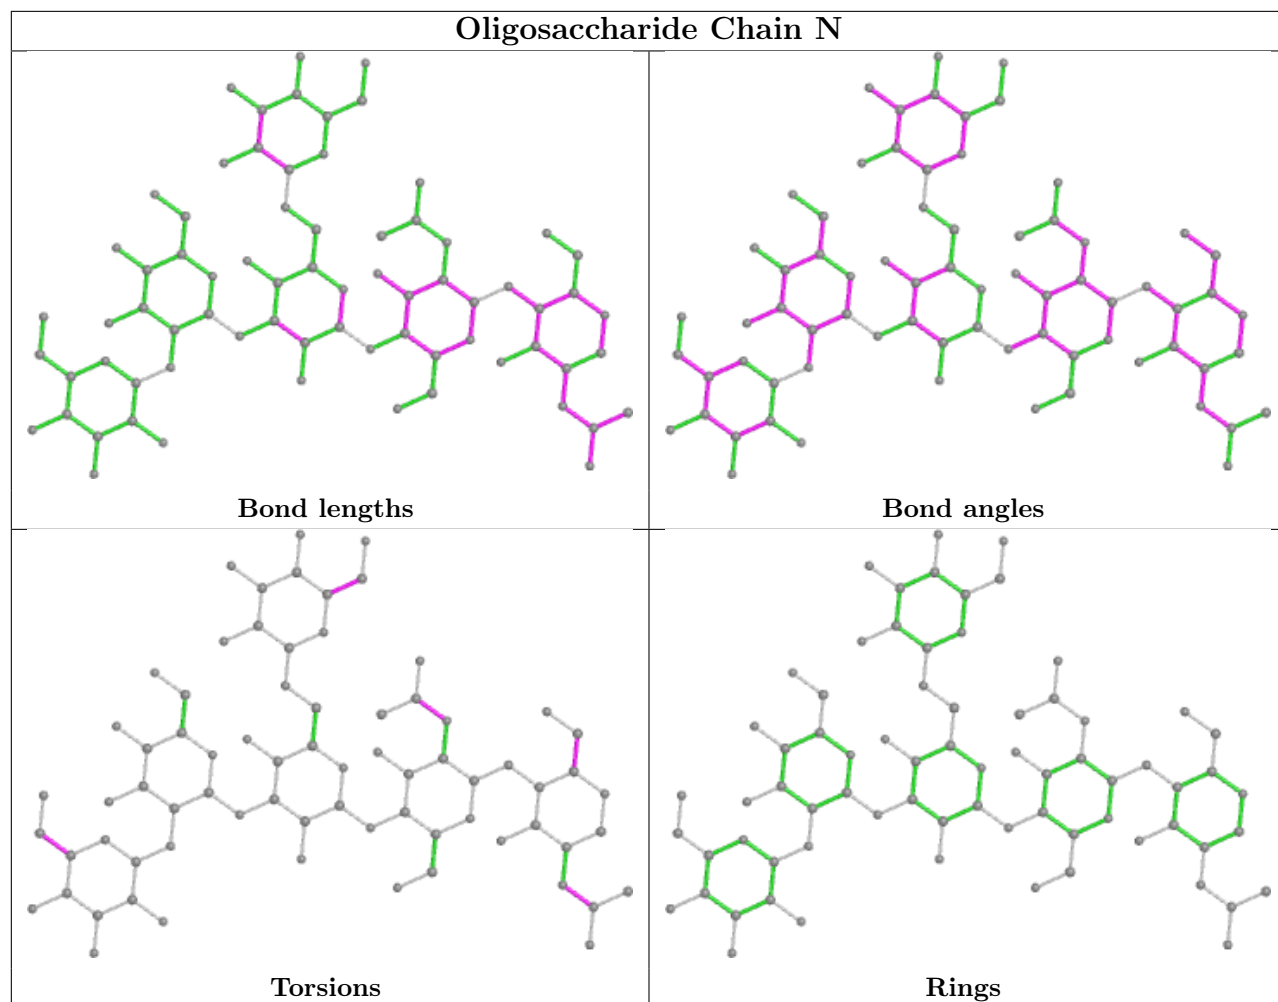 Oligosaccharide Chain N
Bond lengths
Bond angles
Torsions
Rings